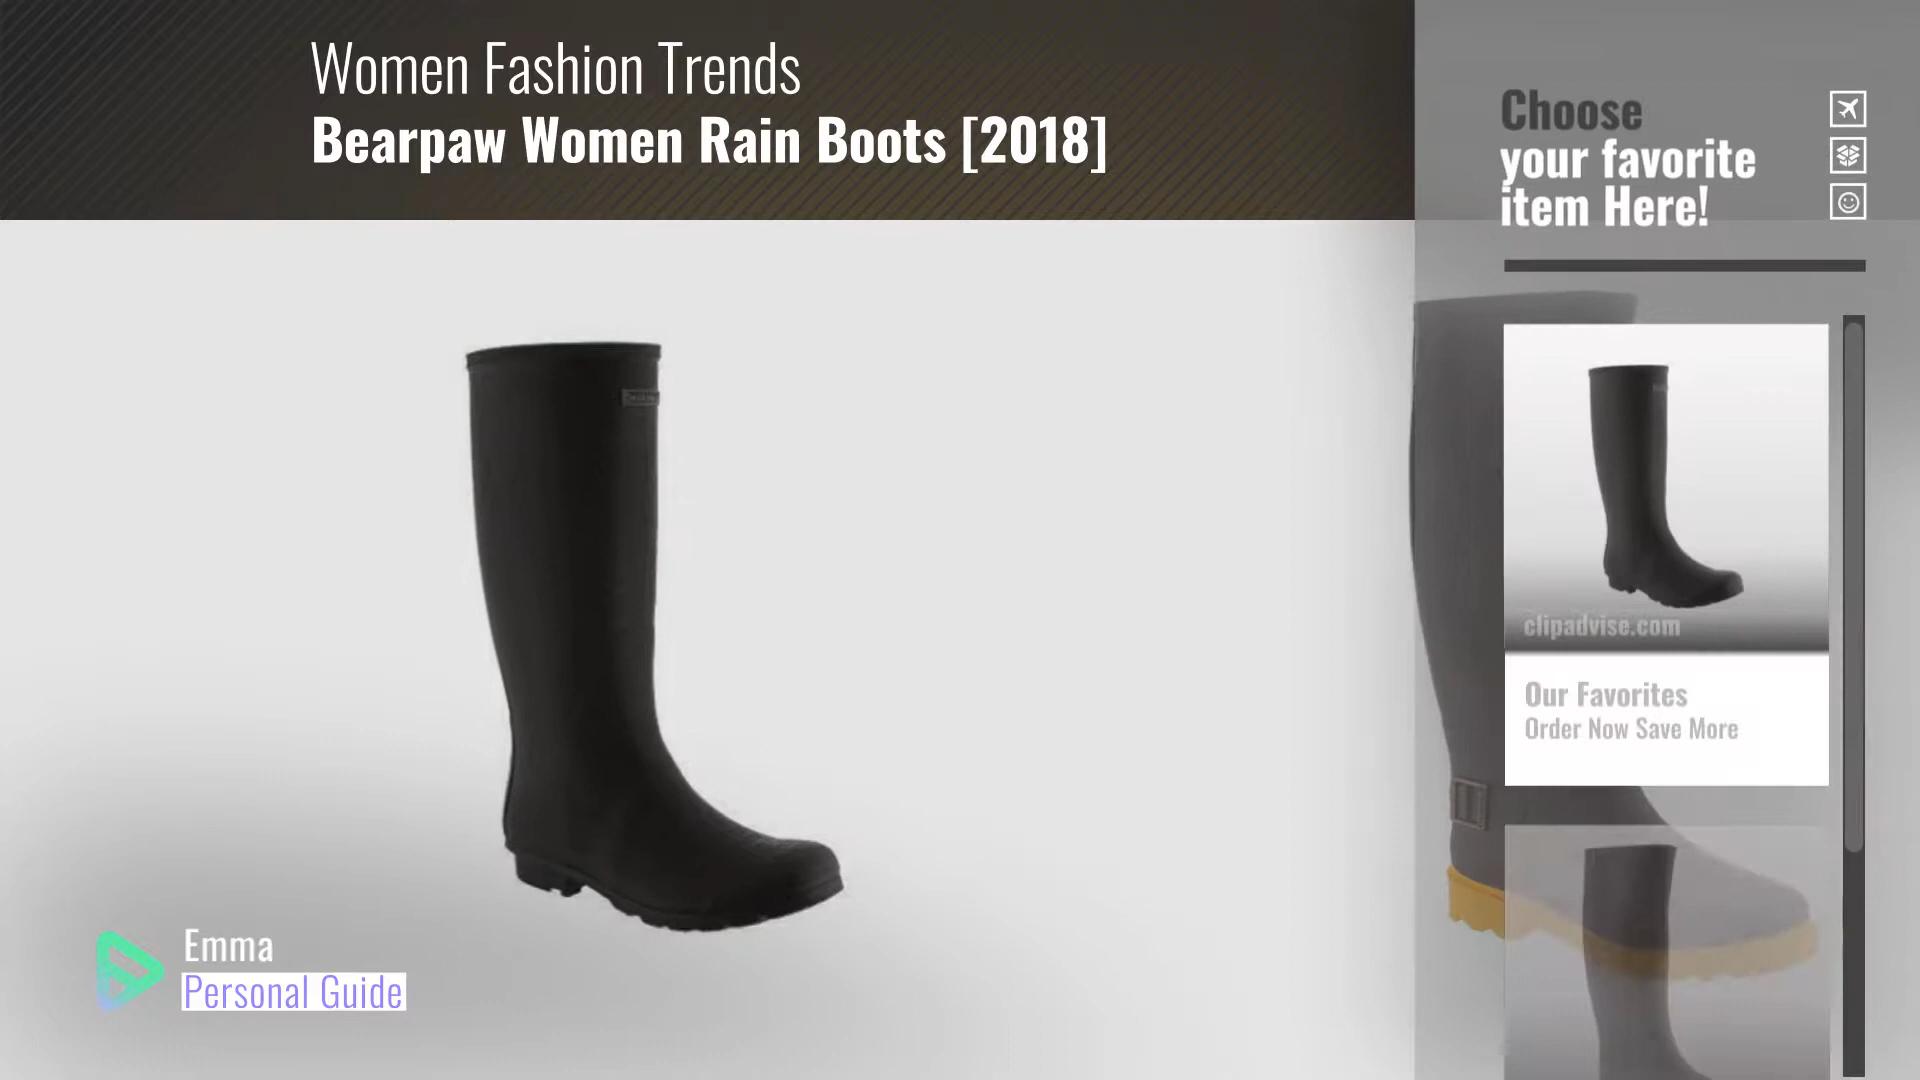 Women Fashion Trends
Bearpaw Women Rain Boots [2018]
Choose
your favorite
item Here!
clipadvise.com
Our Favorites
Order Now Save More
Emma
Personal Guide